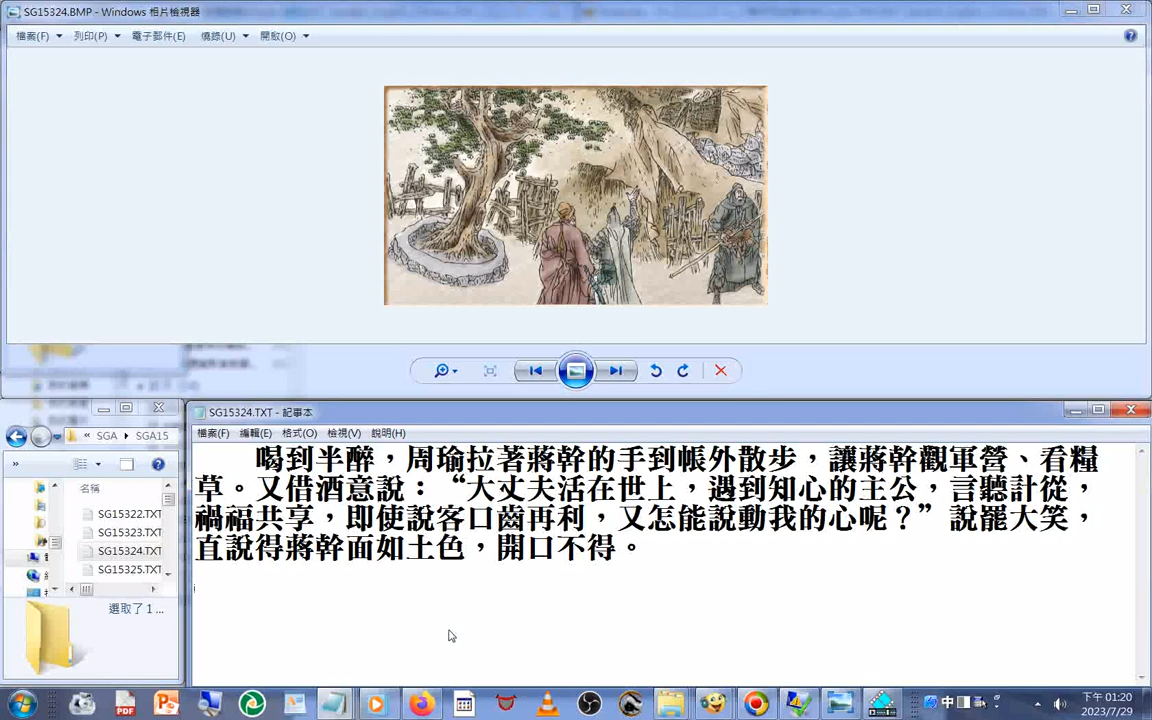 SG15324.BMP - Windows 相片檢視器
檔案(F) 列印(P) 電子郵件(E) 燒錄(U) 開啟(O)
« SGA SGA15
SG15324.TXT - 記事本
檔案(F) 編輯(E) 格式(O) 檢視(V) 說明(H)
喝到半醉，周瑜拉著蔣幹的手到帳外散步，讓蔣幹觀軍營、看糧
草。又借酒意說：“大丈夫活在世上，遇到知心的主公，言聽計從，
禍福共享，即使說客口齒再利，又怎能說動我的心呢？”說罷大笑，
直說得蔣幹面如土色，開口不得。
»
名稱
SG15322.TXT
SG15323.TXT
SG15324.TXT
SG15325.TXT
選取了 1 ...
PDF
中
下午 01:20
2023/7/29